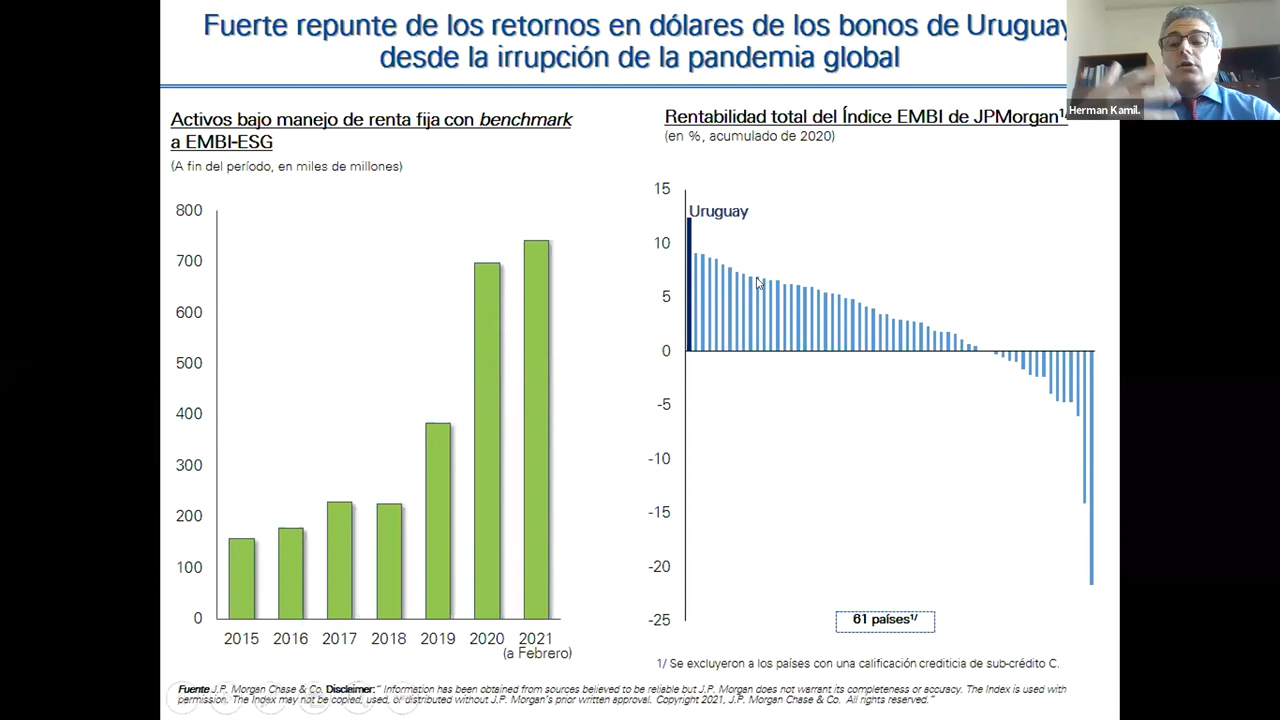 Fuerte repunte de los retornos en dólares de los bonos de Uruguay
desde la irrupción de la pandemia global
Herman Kamil.
Activos bajo manejo de renta fija con benchmark
a EMBI-ESG
(A fin del período, en miles de millones)
800
700
600
500
400
300
200
100
0
2015 2016 2017 2018 2019 2020 2021
(a Febrero)
Rentabilidad total del Índice EMBI de JPMorgan1/
(en %, acumulado de 2020)
15
10
5
0
-5
-10
-15
-20
-25
Uruguay
61 países1/
1/ Se excluyeron a los países con una calificación crediticia de sub-crédito C.
Fuente J.P. Morgan Chase & Co. Disclaimer: " Information has been obtained from sources believed to be reliable but J.P. Morgan does not warrant its completeness or accuracy. The Index is used with
permission. The Index may not be copied, used, or distributed without J.P. Morgan's prior written approval. Copyright 2021, J.P. Morgan Chase & Co. All rights reserved. "